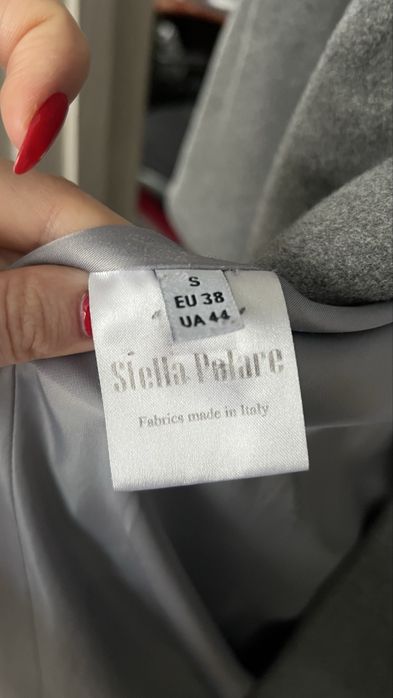 S
EU 38
UA 44
Stella Polare
Fabrics made in Italy